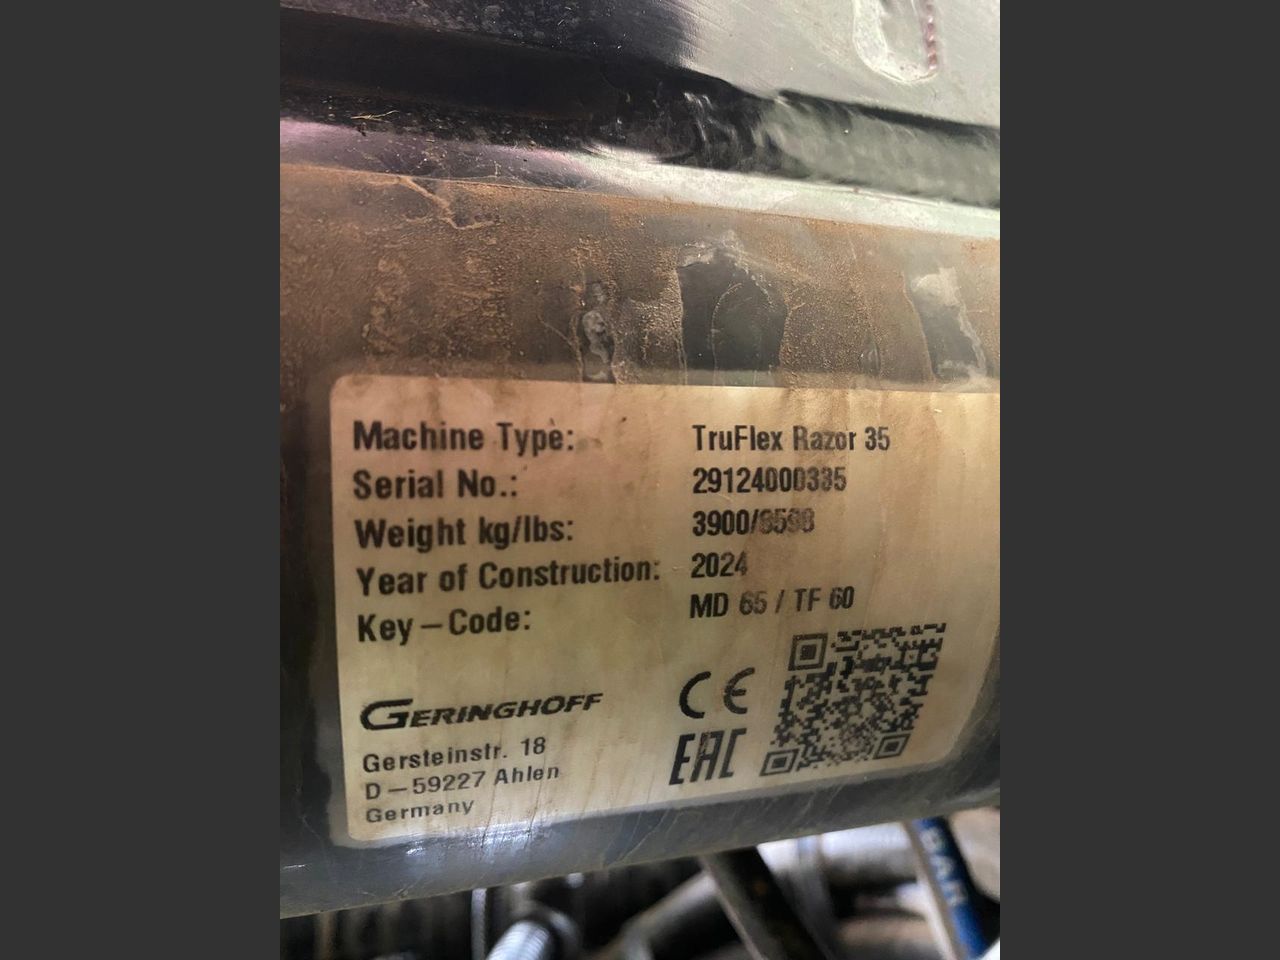 Machine Type: TruFlex Razor 35
Serial No.: 29124000335
Weight kg/lbs: 3900/8598
Year of Construction: 2024
Key-Code: MD 65 / TF 60
GERINGHOFF
CE
Gersteinstr. 18
EAC
D-59227 Ahlen
Germany
BAR